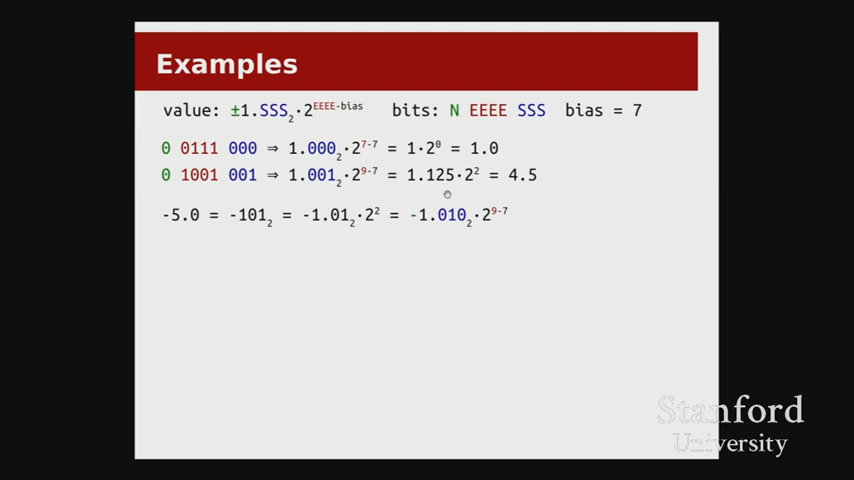 Examples
value: ±1.SSS₂·2^EEEE-bias bits: N EEEE SSS bias = 7
0 0111 000 ⇒ 1.000₂·2⁷⁻⁷ = 1·2⁰ = 1.0
0 1001 001 ⇒ 1.001₂·2⁹⁻⁷ = 1.125·2² = 4.5
-5.0 = -101₂ = -1.01₂·2² = -1.010₂·2⁹⁻⁷
Stanford
University